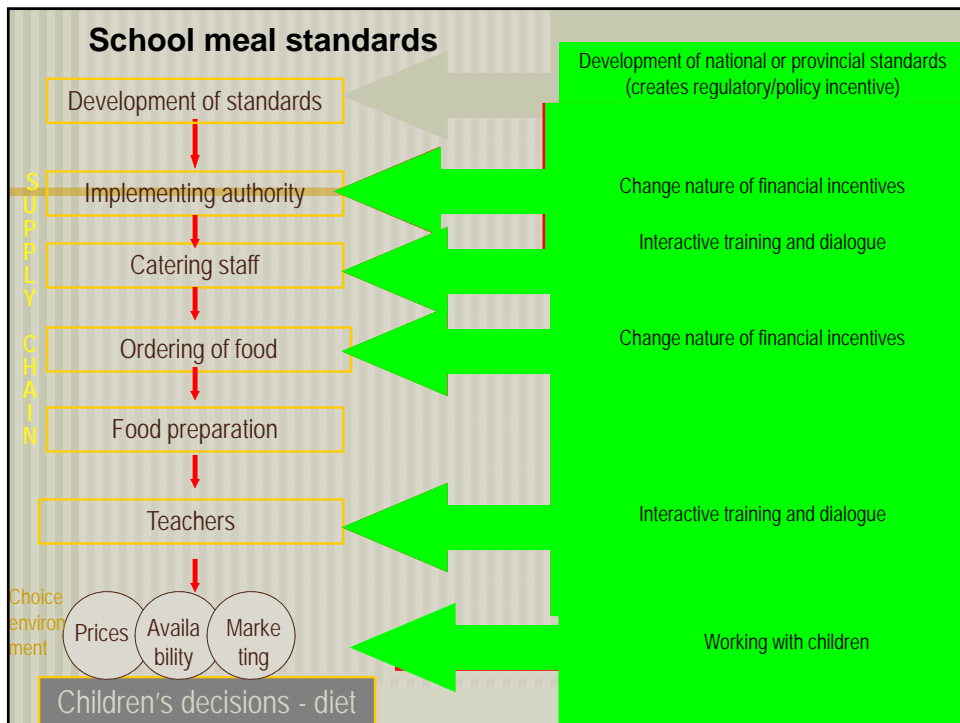 School meal standards
Development of national or provincial standards
(creates regulatory/policy incentive)
Development of standards
SUPPLY CHAIN
Implementing authority
Change nature of financial incentives
Interactive training and dialogue
Catering staff
Ordering of food
Change nature of financial incentives
Food preparation
Teachers
Interactive training and dialogue
Choice
environ
ment
Prices
Availa
bility
Marke
ting
Working with children
Children's decisions - diet